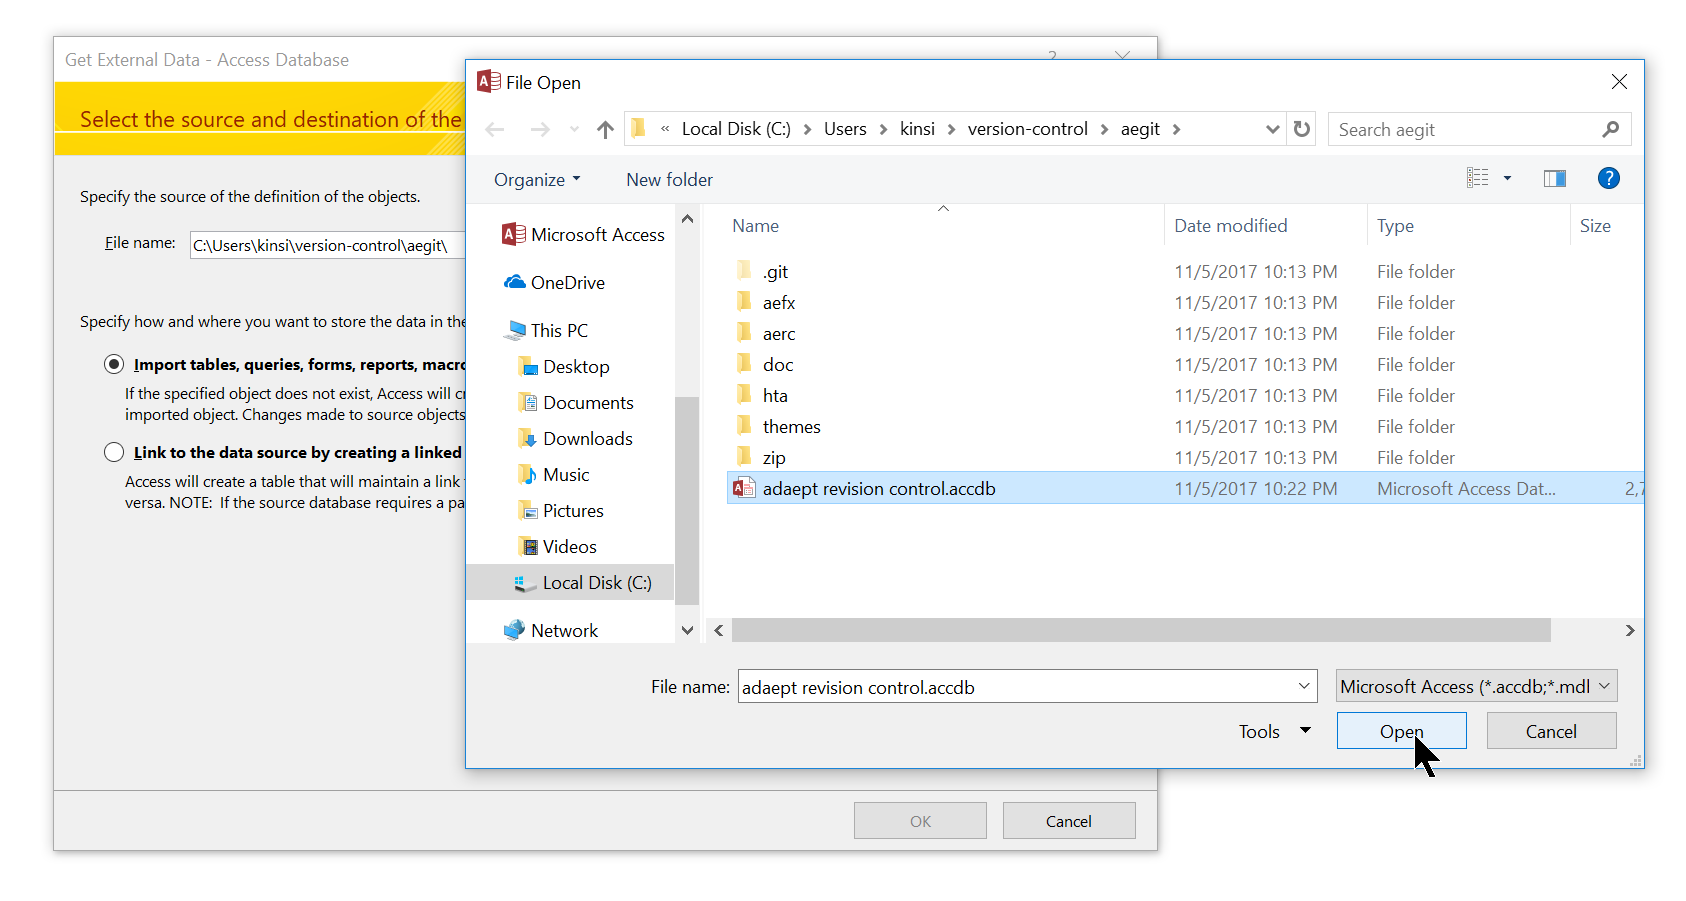 Get External Data - Access Database
Select the source and destination of the
Specify the source of the definition of the objects.
File name: C:\Users\kinsi\version-control\aegit\
Specify how and where you want to store the data in the
Import tables, queries, forms, reports, macro
If the specified object does not exist, Access will
imported object. Changes made to source objects
Link to the data source by creating a linked
Access will create a table that will maintain a link
versa. NOTE: If the source database requires a pa
OK
Cancel
File Open
« Local Disk (C:) > Users > kinsi > version-control > aegit >
Search aegit
Organize
New folder
Microsoft Access
OneDrive
This PC
Desktop
Documents
Downloads
Music
Pictures
Videos
Local Disk (C:)
Network
Name Date modified Type Size
.git 11/5/2017 10:13 PM File folder
aefx 11/5/2017 10:13 PM File folder
aerc 11/5/2017 10:13 PM File folder
doc 11/5/2017 10:13 PM File folder
hta 11/5/2017 10:13 PM File folder
themes 11/5/2017 10:13 PM File folder
zip 11/5/2017 10:13 PM File folder
adaept revision control.accdb 11/5/2017 10:22 PM Microsoft Access Dat... 2,7
File name: adaept revision control.accdb
Microsoft Access (*.accdb;*.mdl
Tools
Open
Cancel